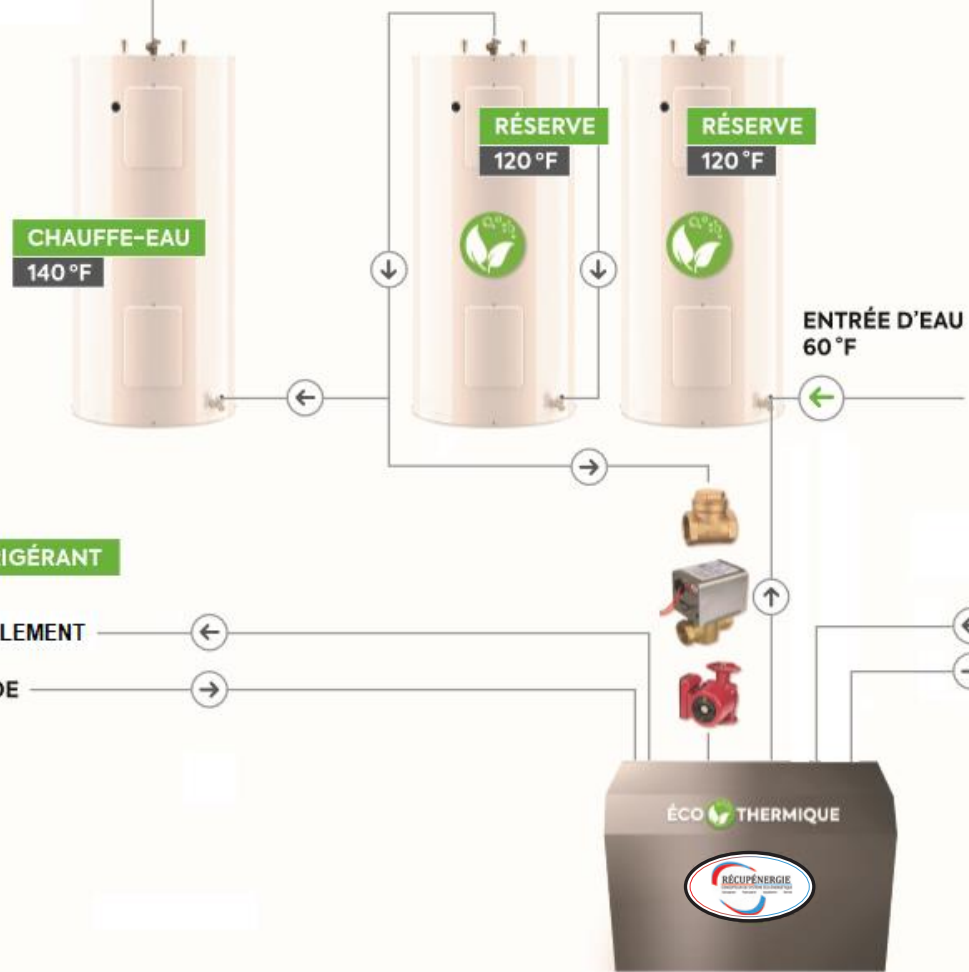 RÉSERVE
120 °F
RÉSERVE
120 °F
CHAUFFE-EAU
140 °F
ENTRÉE D'EAU
60 °F
IGÉRANT
LEMENT
DE
ÉCO THERMIQUE
RÉCUPÉNERGIE